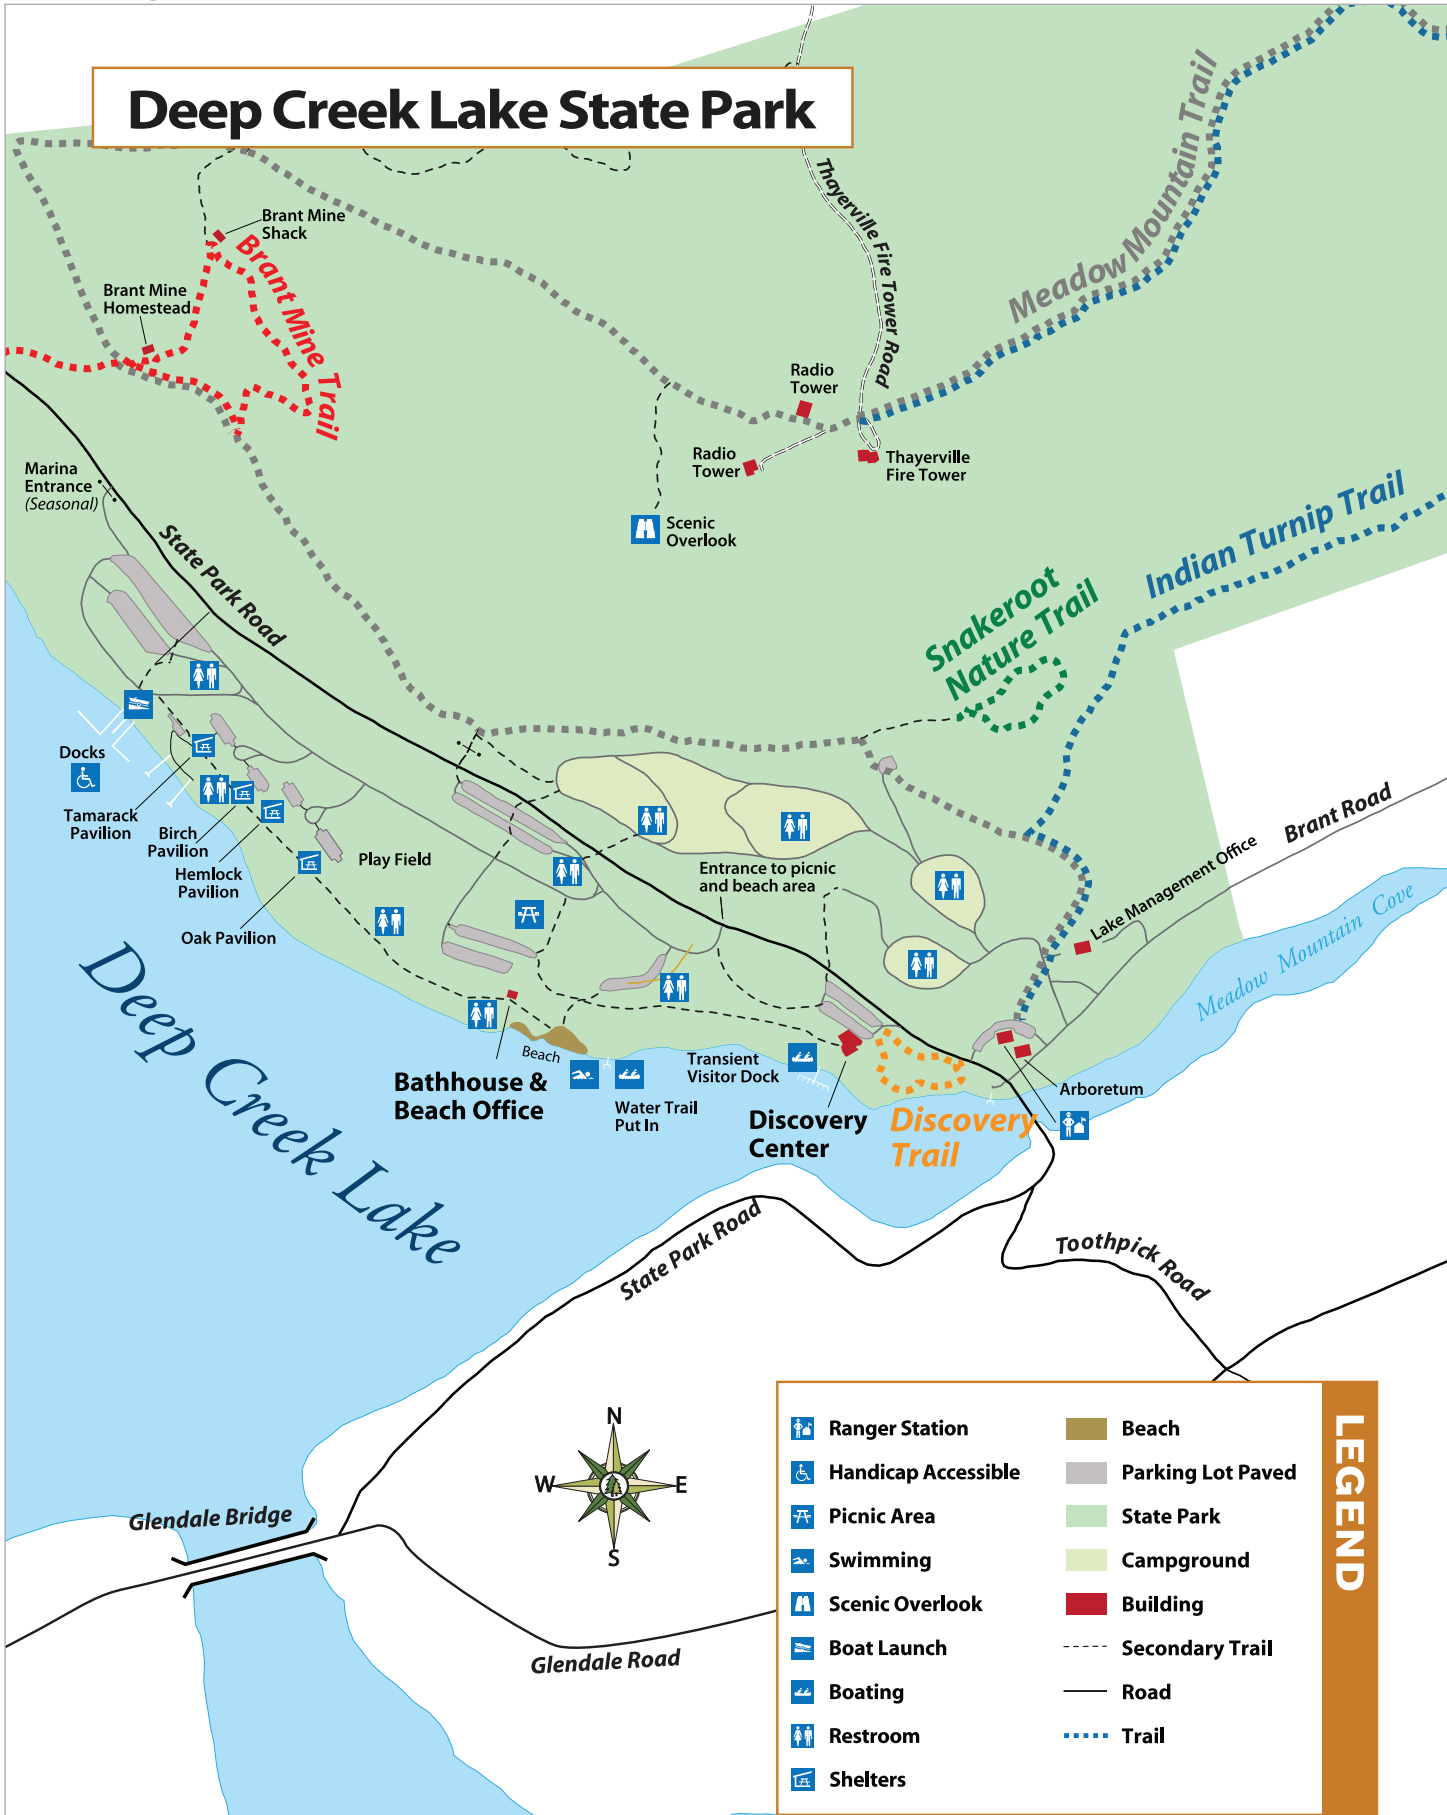 Deep Creek Lake State Park
Meadow Mountain Trail
Thayerville Fire Tower Road
Brant Mine
Shack
Brant Mine Trail
Brant Mine
Homestead
Radio
Tower
Radio
Tower
Thayerville
Fire Tower
Marina
Entrance
(Seasonal)
Scenic
Overlook
Indian Turnip Trail
State Park Road
Snakeroot
Nature Trail
Docks
Tamarack
Pavilion
Birch
Pavilion
Hemlock
Pavilion
Oak Pavilion
Play Field
Entrance to picnic
and beach area
Brant Road
Lake Management Office
Meadow Mountain Cove
Deep Creek Lake
Beach
Bathhouse &
Beach Office
Water Trail
Put In
Transient
Visitor Dock
Discovery
Center
Discovery
Trail
Arboretum
State Park Road
Toothpick Road
Glendale Bridge
Glendale Road
N
W
E
S
LEGEND
Ranger Station
Handicap Accessible
Picnic Area
Swimming
Scenic Overlook
Boat Launch
Boating
Restroom
Shelters
Beach
Parking Lot Paved
State Park
Campground
Building
Secondary Trail
Road
Trail